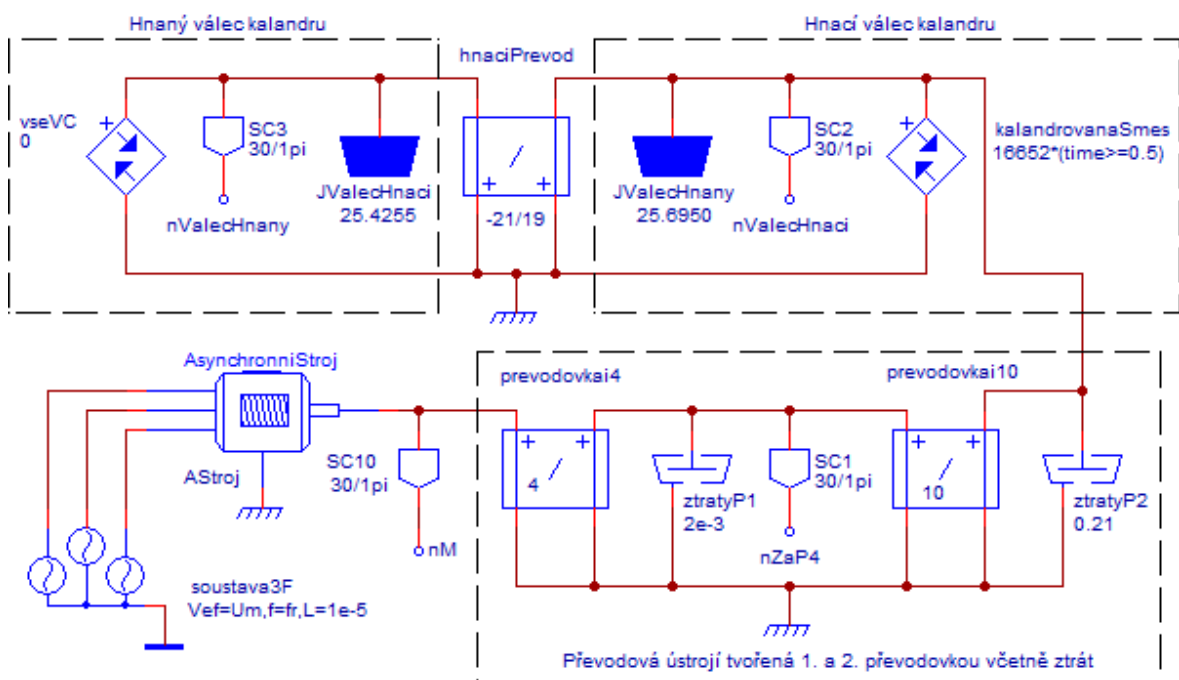 Hnaný válec kalandru
Hnací válec kalandru
hnaciPrevod
vseVC
0
+
SC3
30/1pi
nValecHnany
JValecHnaci
25.4255
/
+ +
-21/19
JValecHnany
25.6950
SC2
30/1pi
nValecHnaci
+
kalandrovanaSmes
16652*(time>=0.5)
AsynchronniStroj
AStroj
SC10
30/1pi
nM
soustava3F
Vef=Um,f=fr,L=1e-5
prevodovkai4
+ +
/
4
ztratyP1
2e-3
SC1
30/1pi
nZaP4
prevodovkai10
+ +
/
10
ztratyP2
0.21
Převodová ústrojí tvořená 1. a 2. převodovkou včetně ztrát